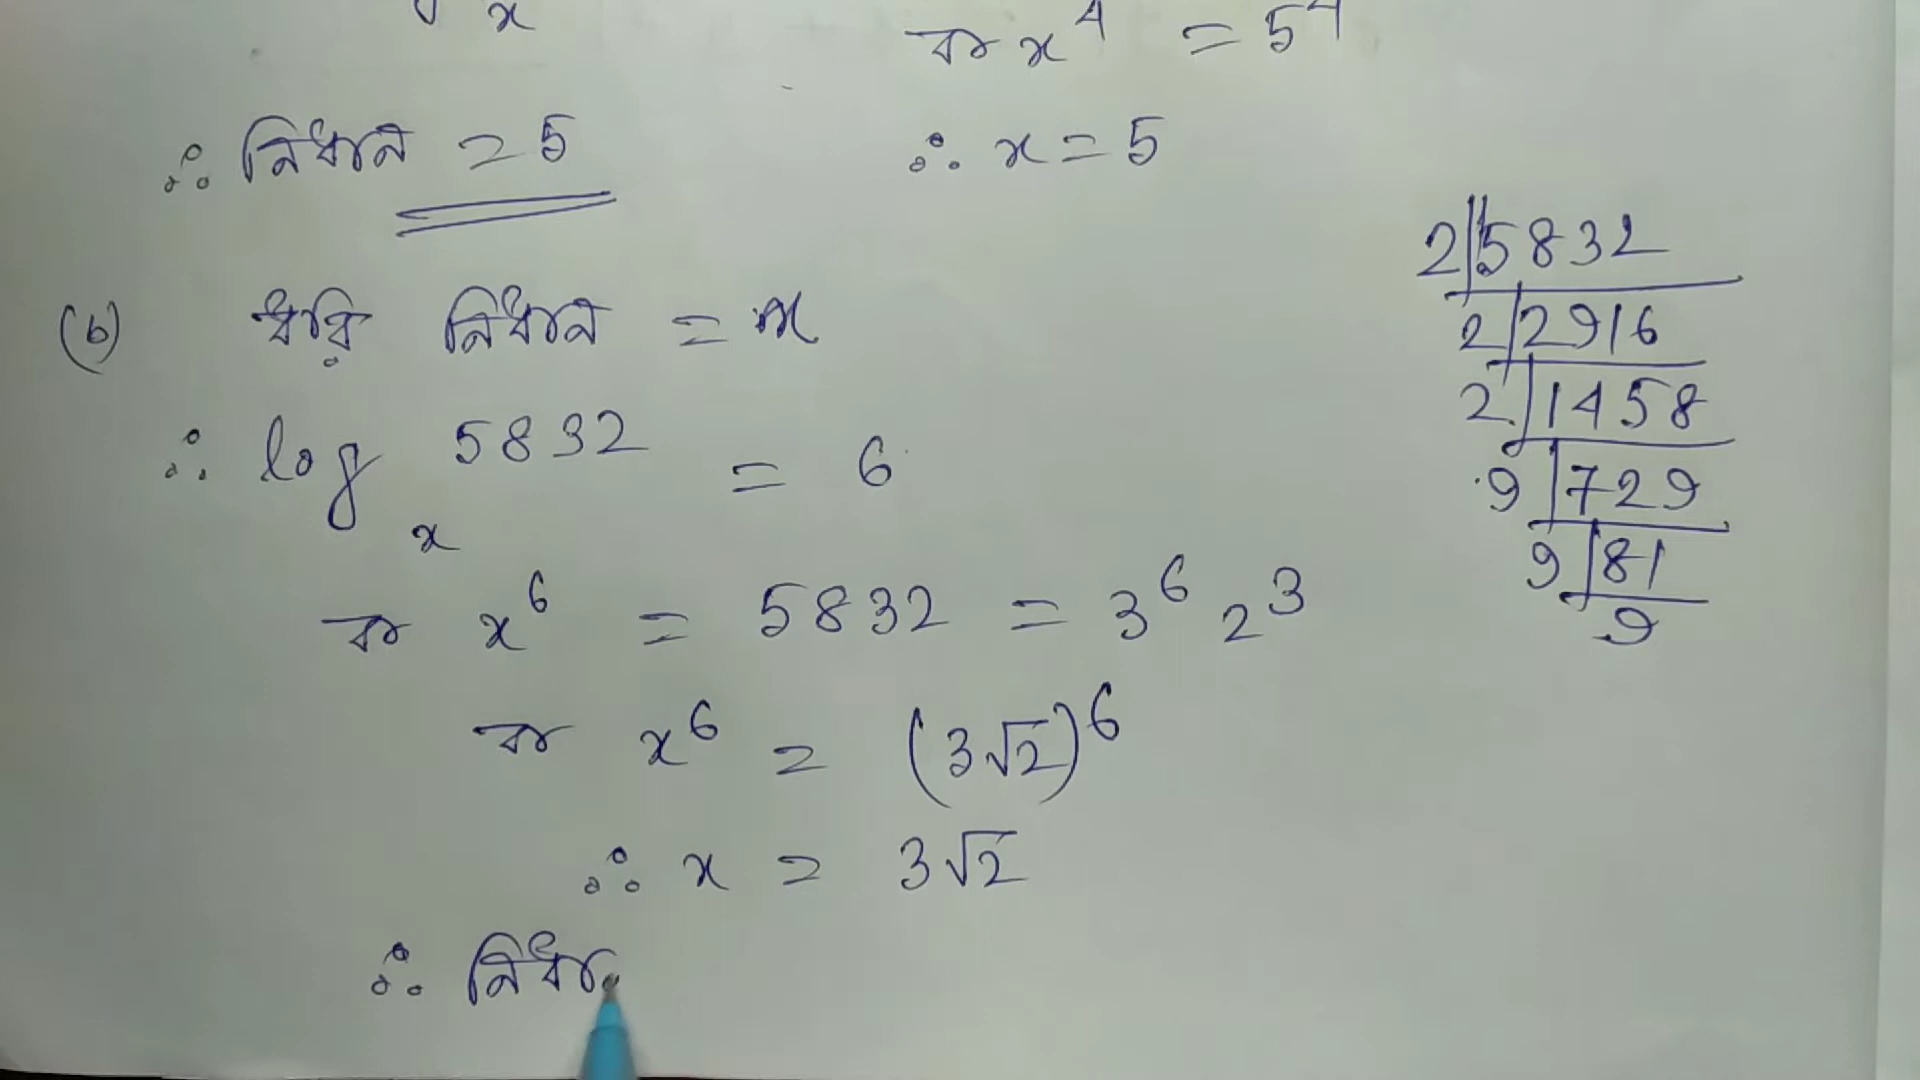 x
বা x⁴ = 5⁴
∴ নিধান = 5
∴ x = 5
(b) ধরি নিধান = x
∴ log ₓ 5832 = 6
বা x⁶ = 5832 = 3⁶ 2³
বা x⁶ = (3√2)⁶
∴ x = 3√2
∴ নিধা
2|5832
2|2916
2|1458
9|729
9|81
9